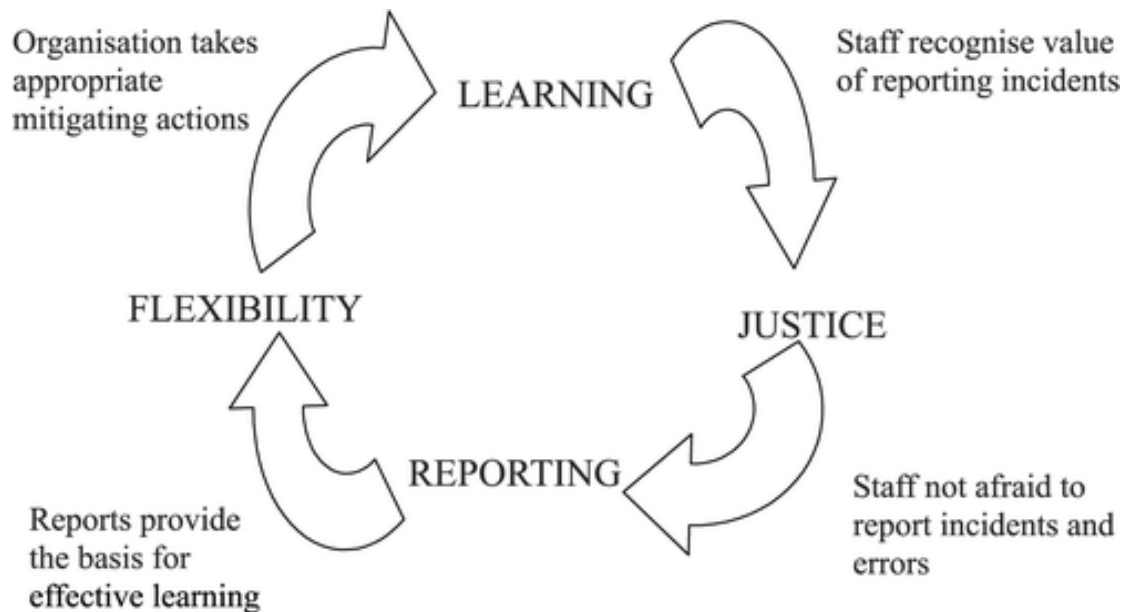 Organisation takes
appropriate
mitigating actions
LEARNING
Staff recognise value
of reporting incidents
FLEXIBILITY
JUSTICE
REPORTING
Reports provide
the basis for
effective learning
Staff not afraid to
report incidents and
errors